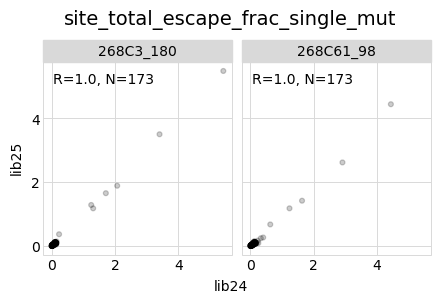 site_total_escape_frac_single_mut
268C3_180
268C61_98
R=1.0, N=173
R=1.0, N=173
lib25
4
2
0
0
2
4
0
2
4
lib24